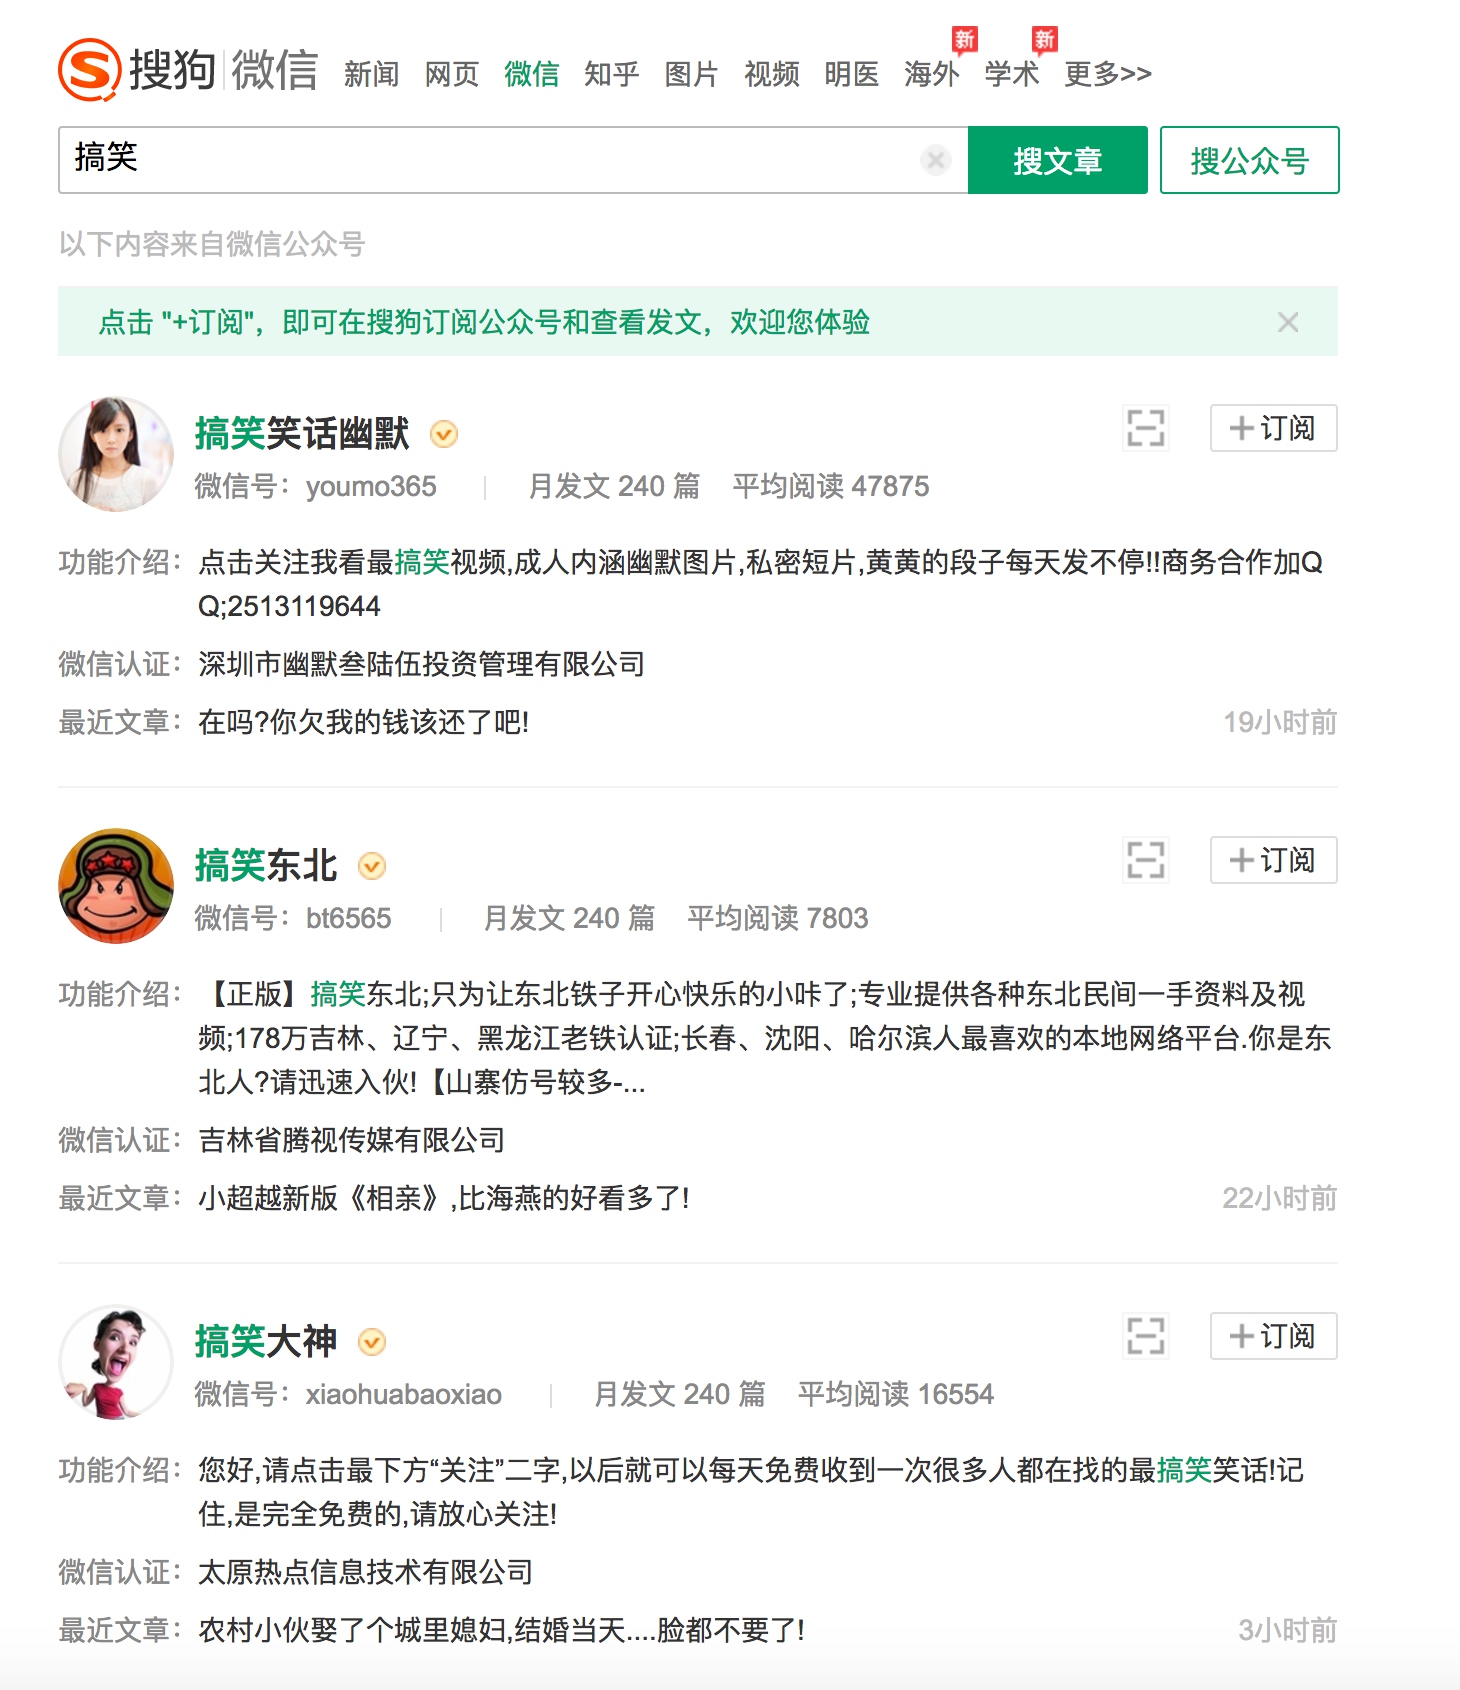 搜狗|微信 新闻 网页 微信 知乎 图片 视频 明医 海外 新 学术 新 更多>>
搞笑 搜文章 搜公众号
以下内容来自微信公众号
点击 "+订阅"，即可在搜狗订阅公众号和查看发文，欢迎您体验
搞笑笑话幽默 +订阅
微信号：youmo365 | 月发文 240 篇 平均阅读 47875
功能介绍：点击关注我看最搞笑视频,成人内涵幽默图片,私密短片,黄黄的段子每天发不停!!商务合作加Q
Q;2513119644
微信认证：深圳市幽默叁陆伍投资管理有限公司
最近文章：在吗?你欠我的钱该还了吧! 19小时前
搞笑东北 +订阅
微信号：bt6565 | 月发文 240 篇 平均阅读 7803
功能介绍：【正版】搞笑东北;只为让东北铁子开心快乐的小咔了;专业提供各种东北民间一手资料及视
频;178万吉林、辽宁、黑龙江老铁认证;长春、沈阳、哈尔滨人最喜欢的本地网络平台.你是东
北人?请迅速入伙!【山寨仿号较多-...
微信认证：吉林省腾视传媒有限公司
最近文章：小超越新版《相亲》,比海燕的好看多了! 22小时前
搞笑大神 +订阅
微信号：xiaohuabaoxiao | 月发文 240 篇 平均阅读 16554
功能介绍：您好,请点击最下方“关注”二字,以后就可以每天免费收到一次很多人都在找的最搞笑笑话!记
住,是完全免费的,请放心关注!
微信认证：太原热点信息技术有限公司
最近文章：农村小伙娶了个城里媳妇,结婚当天....脸都不要了! 3小时前